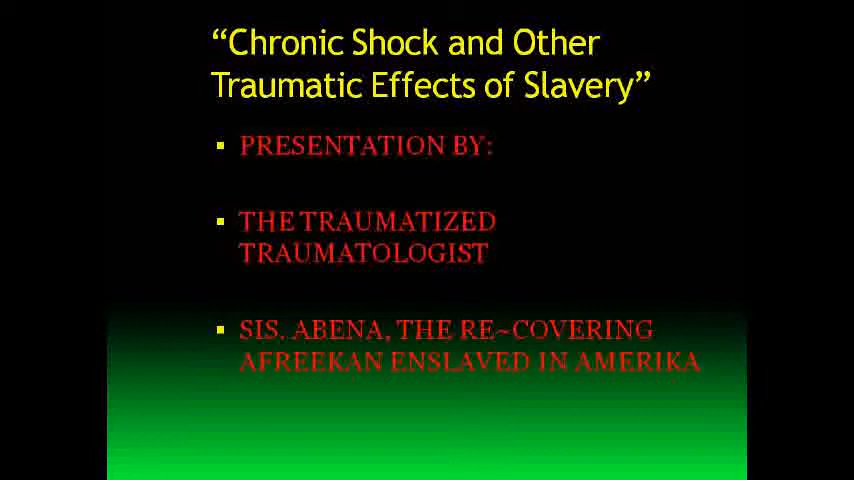 “Chronic Shock and Other
Traumatic Effects of Slavery”
PRESENTATION BY:
THE TRAUMATIZED
TRAUMATOLOGIST
SIS. ABENA, THE RE~COVERING
AFREEKAN ENSLAVED IN AMERIKA